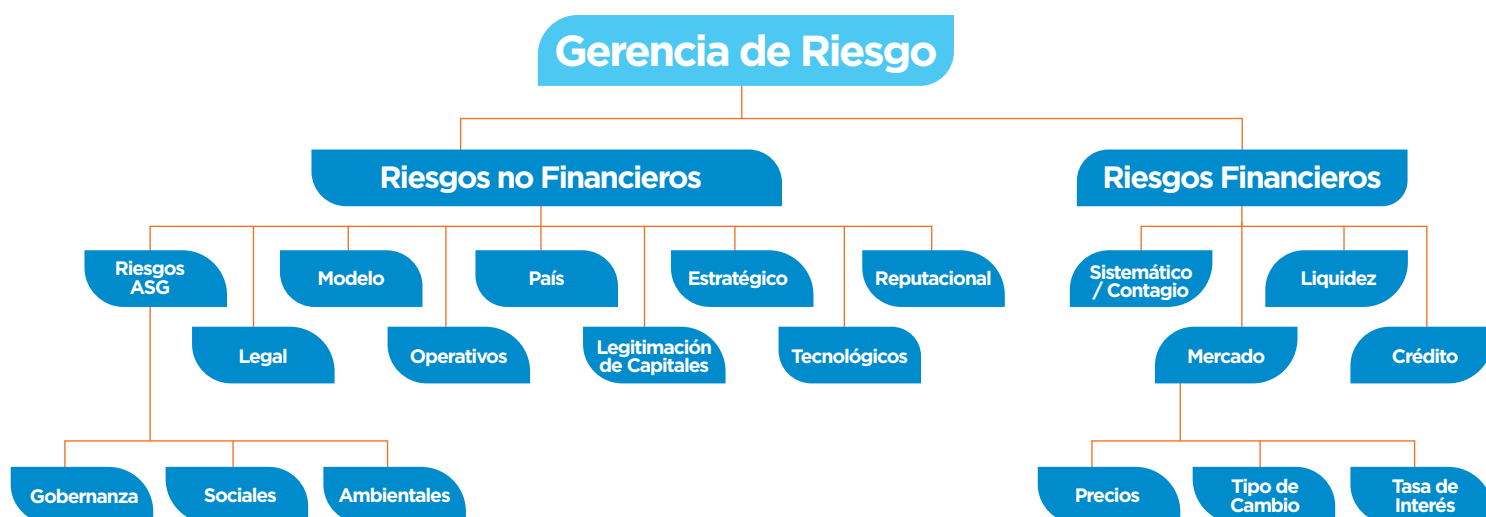 Gerencia de Riesgo
Riesgos no Financieros
Riesgos Financieros
Riesgos
ASG
Modelo
País
Estratégico
Reputacional
Sistemático
/ Contagio
Liquidez
Legal
Operativos
Legitimación
de Capitales
Tecnológicos
Mercado
Crédito
Gobernanza
Sociales
Ambientales
Precios
Tipo de
Cambio
Tasa de
Interés